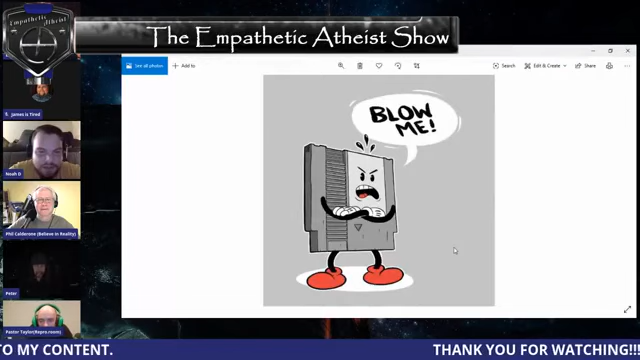 Empathetic Atheist
The Empathetic Atheist Show
See all photos
Add to
Search
Edit & Create
Share
BLOW
ME!
James Is Tired
Noah D
Phil Calderone (Believe in Reality)
Peter
Pastor Taylor(Repro.room)
TO MY CONTENT.
THANK YOU FOR WATCHING!!!